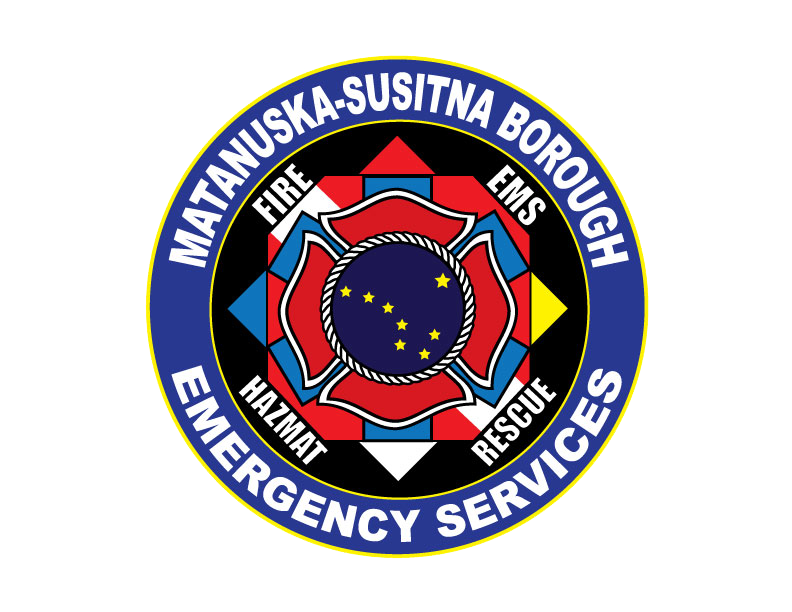 MATANUSKA-SUSITNA BOROUGH
FIRE
EMS
HAZMAT
RESCUE
EMERGENCY SERVICES